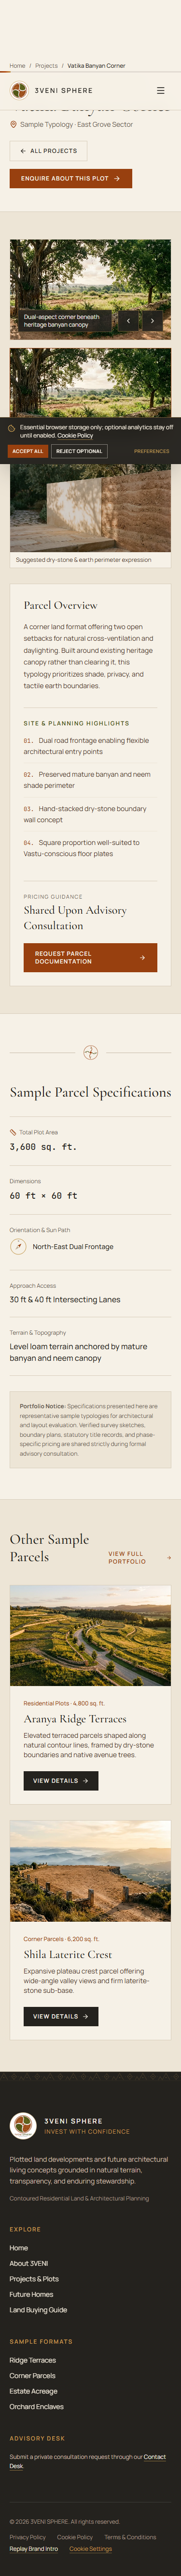 Home / Projects / Vatika Banyan Corner
3VENI SPHERE
Sample Typology · East Grove Sector
ALL PROJECTS
ENQUIRE ABOUT THIS PLOT
Dual-aspect corner beneath
heritage banyan canopy
Essential browser storage only; optional analytics stay off
until enabled. Cookie Policy
ACCEPT ALL
REJECT OPTIONAL
PREFERENCES
Suggested dry-stone & earth perimeter expression
Parcel Overview
A corner land format offering two open
setbacks for natural cross-ventilation and
daylighting. Built around existing heritage
canopy rather than clearing it, this
typology prioritizes shade, privacy, and
tactile earth boundaries.
SITE & PLANNING HIGHLIGHTS
01. Dual road frontage enabling flexible
architectural entry points
02. Preserved mature banyan and neem
shade perimeter
03. Hand-stacked dry-stone boundary
wall concept
04. Square proportion well-suited to
Vastu-conscious floor plates
PRICING GUIDANCE
Shared Upon Advisory
Consultation
REQUEST PARCEL
DOCUMENTATION
Sample Parcel Specifications
Total Plot Area
3,600 sq. ft.
Dimensions
60 ft × 60 ft
Orientation & Sun Path
North-East Dual Frontage
Approach Access
30 ft & 40 ft Intersecting Lanes
Terrain & Topography
Level loam terrain anchored by mature
banyan and neem canopy
Portfolio Notice: Specifications presented here are
representative sample typologies for architectural
and layout evaluation. Verified survey sketches,
boundary plans, statutory title records, and phase-
specific pricing are shared strictly during formal
advisory consultation.
Other Sample
Parcels
VIEW FULL
PORTFOLIO
Residential Plots · 4,800 sq. ft.
Aranya Ridge Terraces
Elevated terraced parcels shaped along
natural contour lines, framed by dry-stone
boundaries and native avenue trees.
VIEW DETAILS
Corner Parcels · 6,200 sq. ft.
Shila Laterite Crest
Expansive plateau crest parcel offering
wide-angle valley views and firm laterite-
stone sub-base.
VIEW DETAILS
3VENI SPHERE
INVEST WITH CONFIDENCE
Plotted land developments and future architectural
living concepts grounded in natural terrain,
transparency, and enduring stewardship.
Contoured Residential Land & Architectural Planning
EXPLORE
Home
About 3VENI
Projects & Plots
Future Homes
Land Buying Guide
SAMPLE FORMATS
Ridge Terraces
Corner Parcels
Estate Acreage
Orchard Enclaves
ADVISORY DESK
Submit a private consultation request through our Contact
Desk.
© 2026 3VENI SPHERE. All rights reserved.
Privacy Policy Cookie Policy Terms & Conditions
Replay Brand Intro Cookie Settings